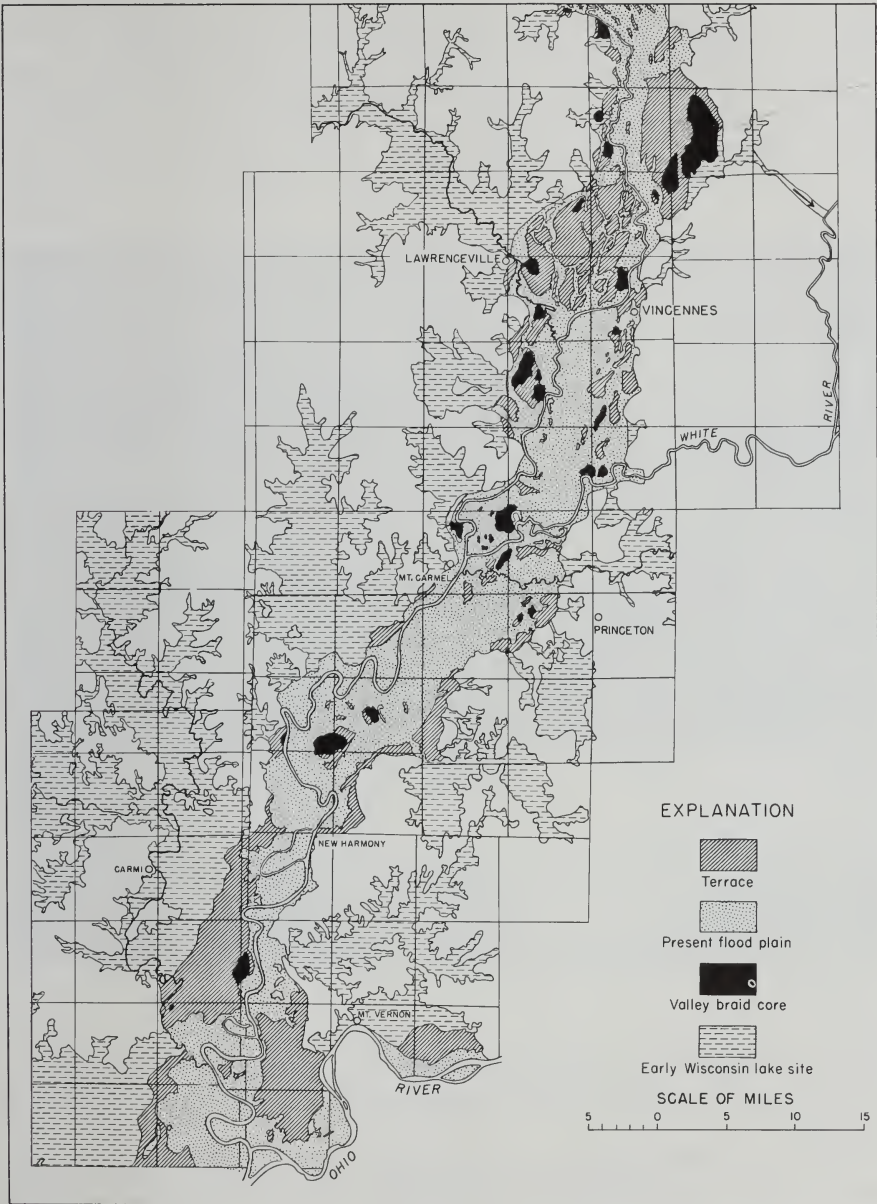 LAWRENCEVILLE
VINCENNES
RIVER
WHITE
MT. CARMEL
PRINCETON
EXPLANATION
NEW HARMONY
CARMI
Terrace
Present flood plain
Valley braid core
MT. VERNON
Early Wisconsin lake site
RIVER
SCALE OF MILES
5 0 5 10 15
OHIO